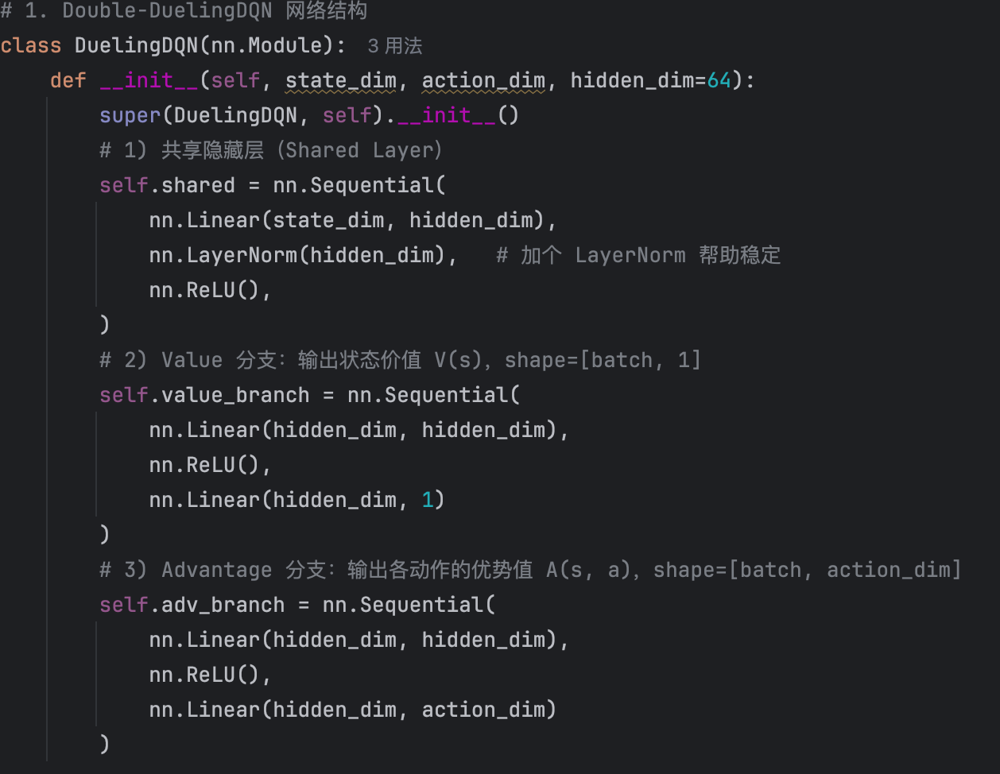 # 1. Double-DuelingDQN 网络结构
class DuelingDQN(nn.Module): 3 用法
    def __init__(self, state_dim, action_dim, hidden_dim=64):
        super(DuelingDQN, self).__init__()
        # 1) 共享隐藏层（Shared Layer）
        self.shared = nn.Sequential(
            nn.Linear(state_dim, hidden_dim),
            nn.LayerNorm(hidden_dim),   # 加个 LayerNorm 帮助稳定
            nn.ReLU(),
        )
        # 2) Value 分支：输出状态价值 V(s)，shape=[batch, 1]
        self.value_branch = nn.Sequential(
            nn.Linear(hidden_dim, hidden_dim),
            nn.ReLU(),
            nn.Linear(hidden_dim, 1)
        )
        # 3) Advantage 分支：输出各动作的优势值 A(s, a)，shape=[batch, action_dim]
        self.adv_branch = nn.Sequential(
            nn.Linear(hidden_dim, hidden_dim),
            nn.ReLU(),
            nn.Linear(hidden_dim, action_dim)
        )